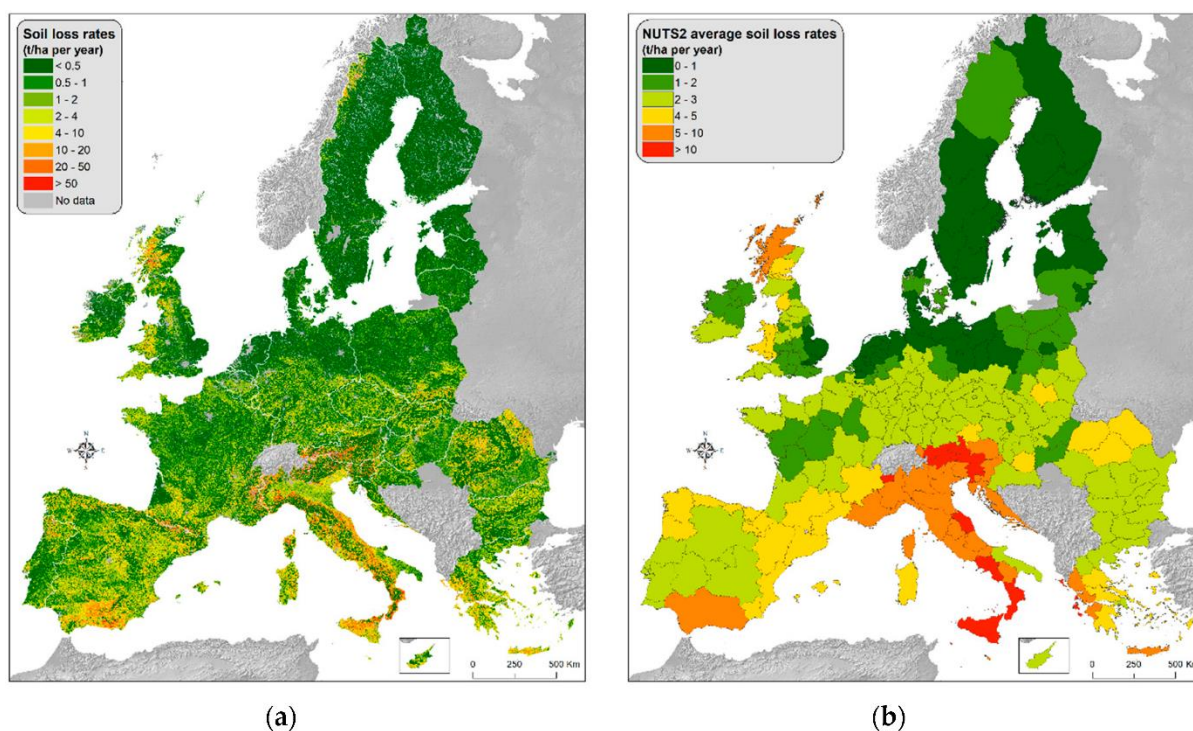 (a)
Soil loss rates
(t/ha per year)
< 0.5
0.5 - 1
1 - 2
2 - 4
4 - 10
10 - 20
20 - 50
> 50
No data
N
W
E
S
0
250
500 Km
(a)
(b)
NUTS2 average soil loss rates
(t/ha per year)
0 - 1
1 - 2
2 - 3
4 - 5
5 - 10
> 10
N
W
E
S
0
250
500 Km
(b)